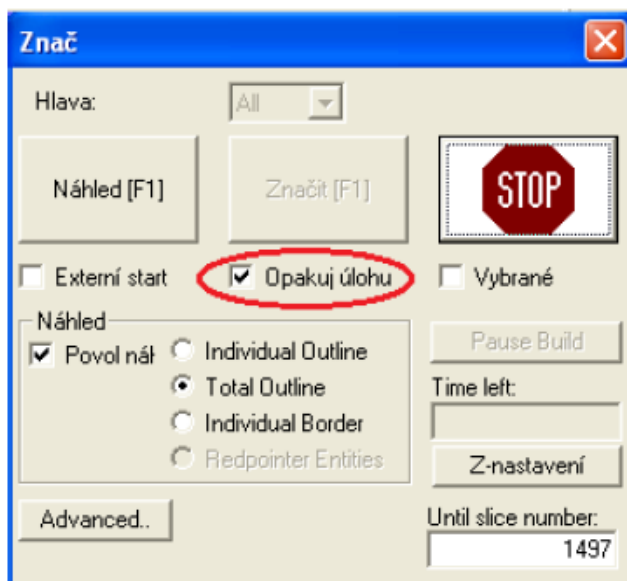 Znač
Hlava: All
Náhled [F1] Značit [F1] STOP
Externí start Opakuj úlohu Vybrané
Náhled
Povol náł Individual Outline Pause Build
Total Outline Time left:
Individual Border
Redpointer Entities Z-nastavení
Advanced.. Until slice number:
1497